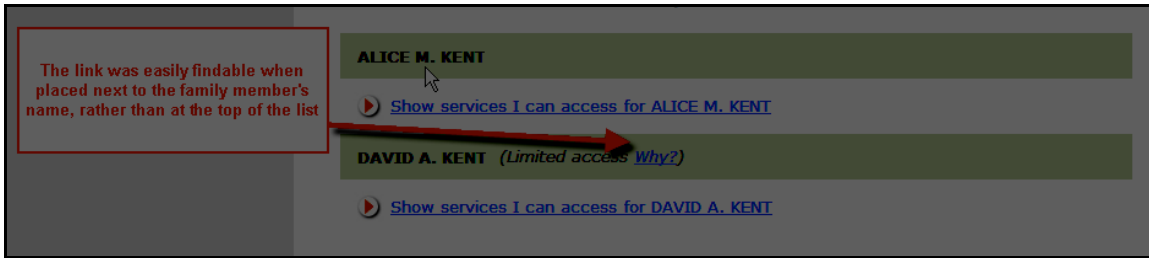 The link was easily findable when
placed next to the family member's
name, rather than at the top of the list
ALICE M. KENT
Show services I can access for ALICE M. KENT
DAVID A. KENT (Limited access Why?)
Show services I can access for DAVID A. KENT